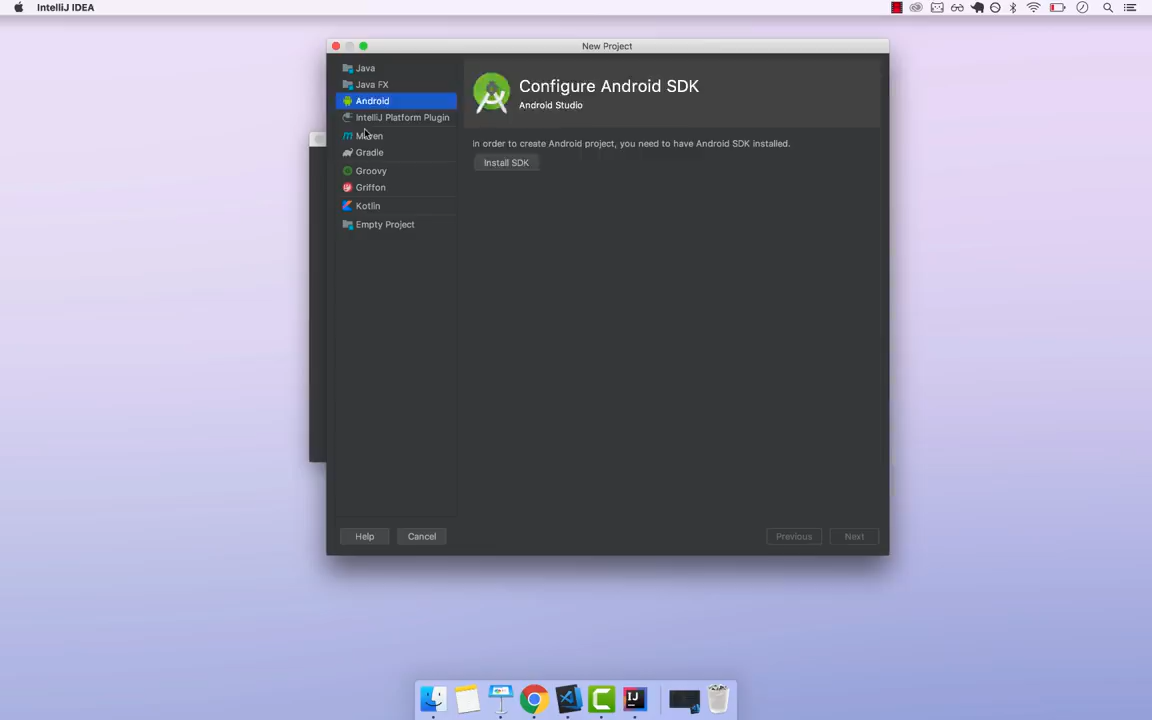 IntelliJ IDEA
New Project
Java
Java FX
Android
IntelliJ Platform Plugin
Maven
Gradle
Groovy
Griffon
Kotlin
Empty Project
Configure Android SDK
Android Studio
In order to create Android project, you need to have Android SDK installed.
Install SDK
Help
Cancel
Previous
Next
IJ